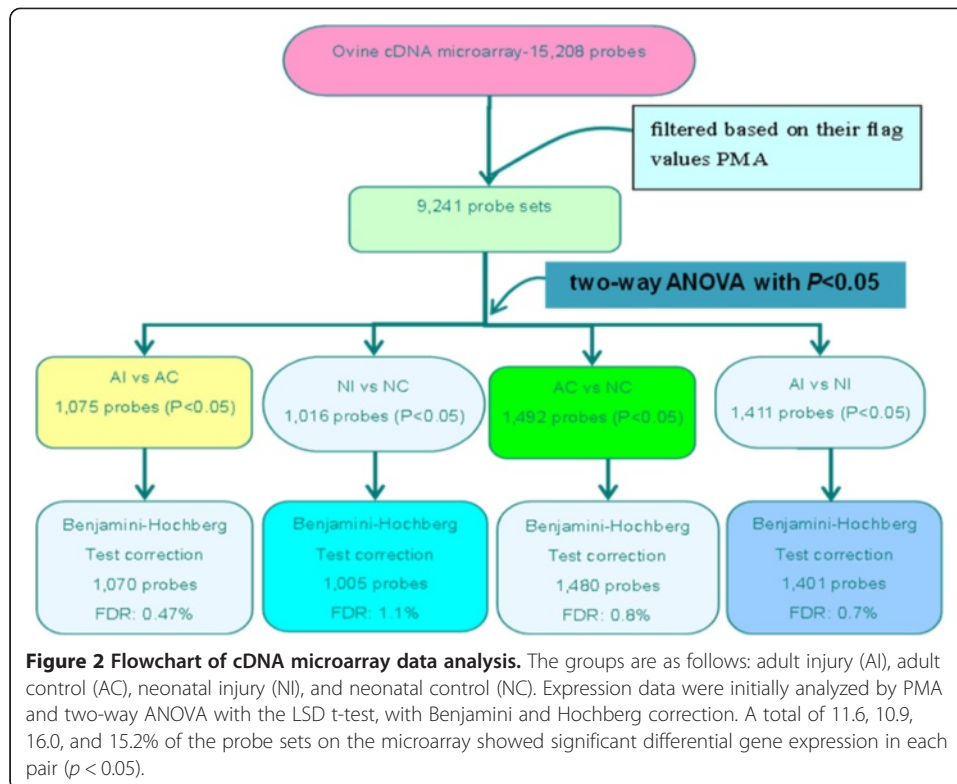 Ovine cDNA microarray-15,208 probes
filtered based on their flag
values PMA
9,241 probe sets
two-way ANOVA with P<0.05
AI vs AC
1,075 probes (P<0.05)
NI vs NC
1,016 probes (P<0.05)
AC vs NC
1,492 probes (P<0.05)
AI vs NI
1,411 probes (P<0.05)
Benjamini-Hochberg
Test correction
1,070 probes
FDR: 0.47%
Benjamini-Hochberg
Test correction
1,005 probes
FDR: 1.1%
Benjamini-Hochberg
Test correction
1,480 probes
FDR: 0.8%
Benjamini-Hochberg
Test correction
1,401 probes
FDR: 0.7%
Figure 2 Flowchart of cDNA microarray data analysis. The groups are as follows: adult injury (AI), adult
control (AC), neonatal injury (NI), and neonatal control (NC). Expression data were initially analyzed by PMA
and two-way ANOVA with the LSD t-test, with Benjamini and Hochberg correction. A total of 11.6, 10.9,
16.0, and 15.2% of the probe sets on the microarray showed significant differential gene expression in each
pair (p < 0.05).